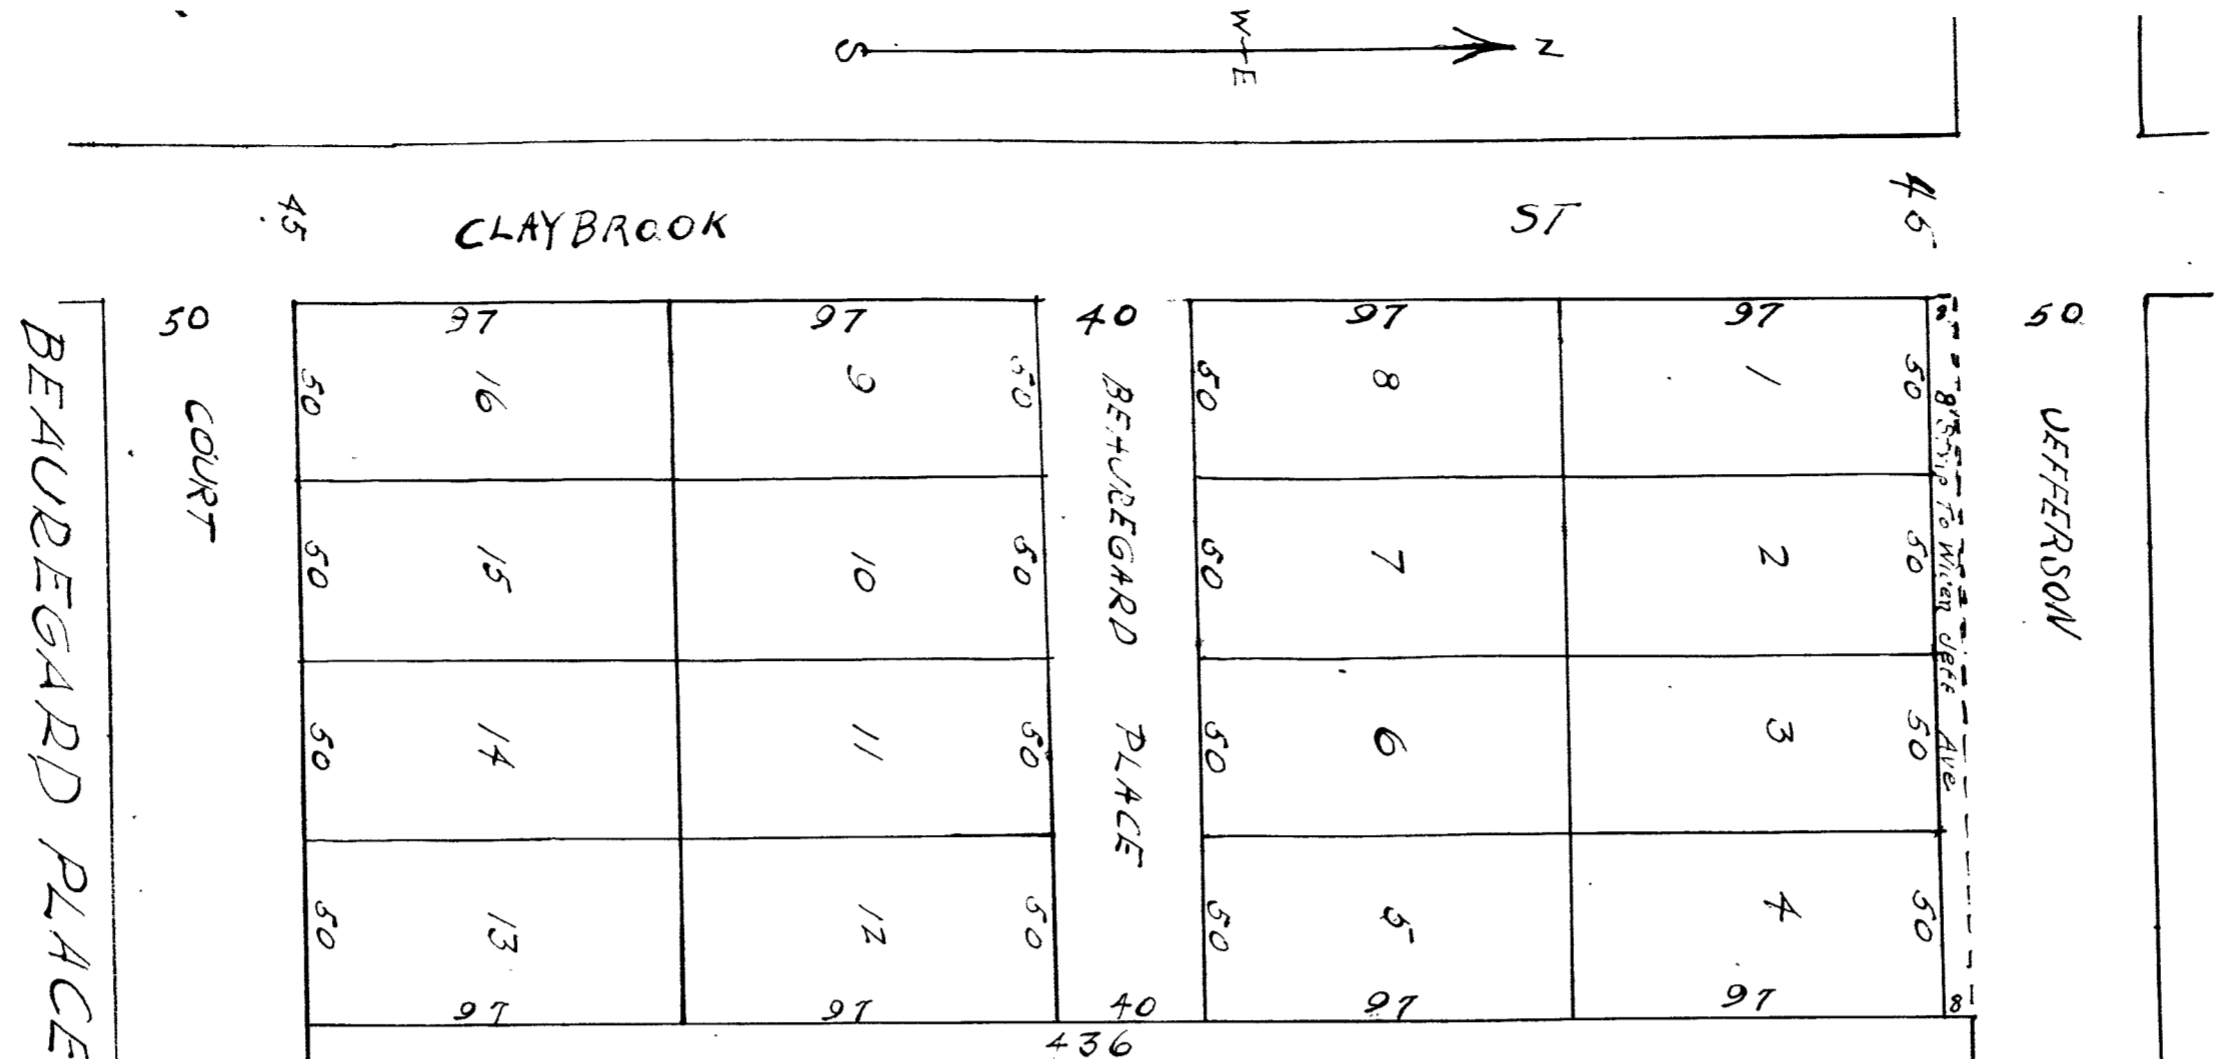 W
S N
E
45 CLAYBROOK ST 45
50 97 97 40 97 97 50
50 16 9 50 50 8 1 50
50 15 10 50 50 7 2 50
50 14 11 50 50 6 3 50
50 13 12 50 50 5 4 50
97 97 40 97 97 8
436
BEAUREGARD PLACE
COURT
BEAUREGARD PLACE
8' Strip To Widen Jeff Ave
JEFFERSON